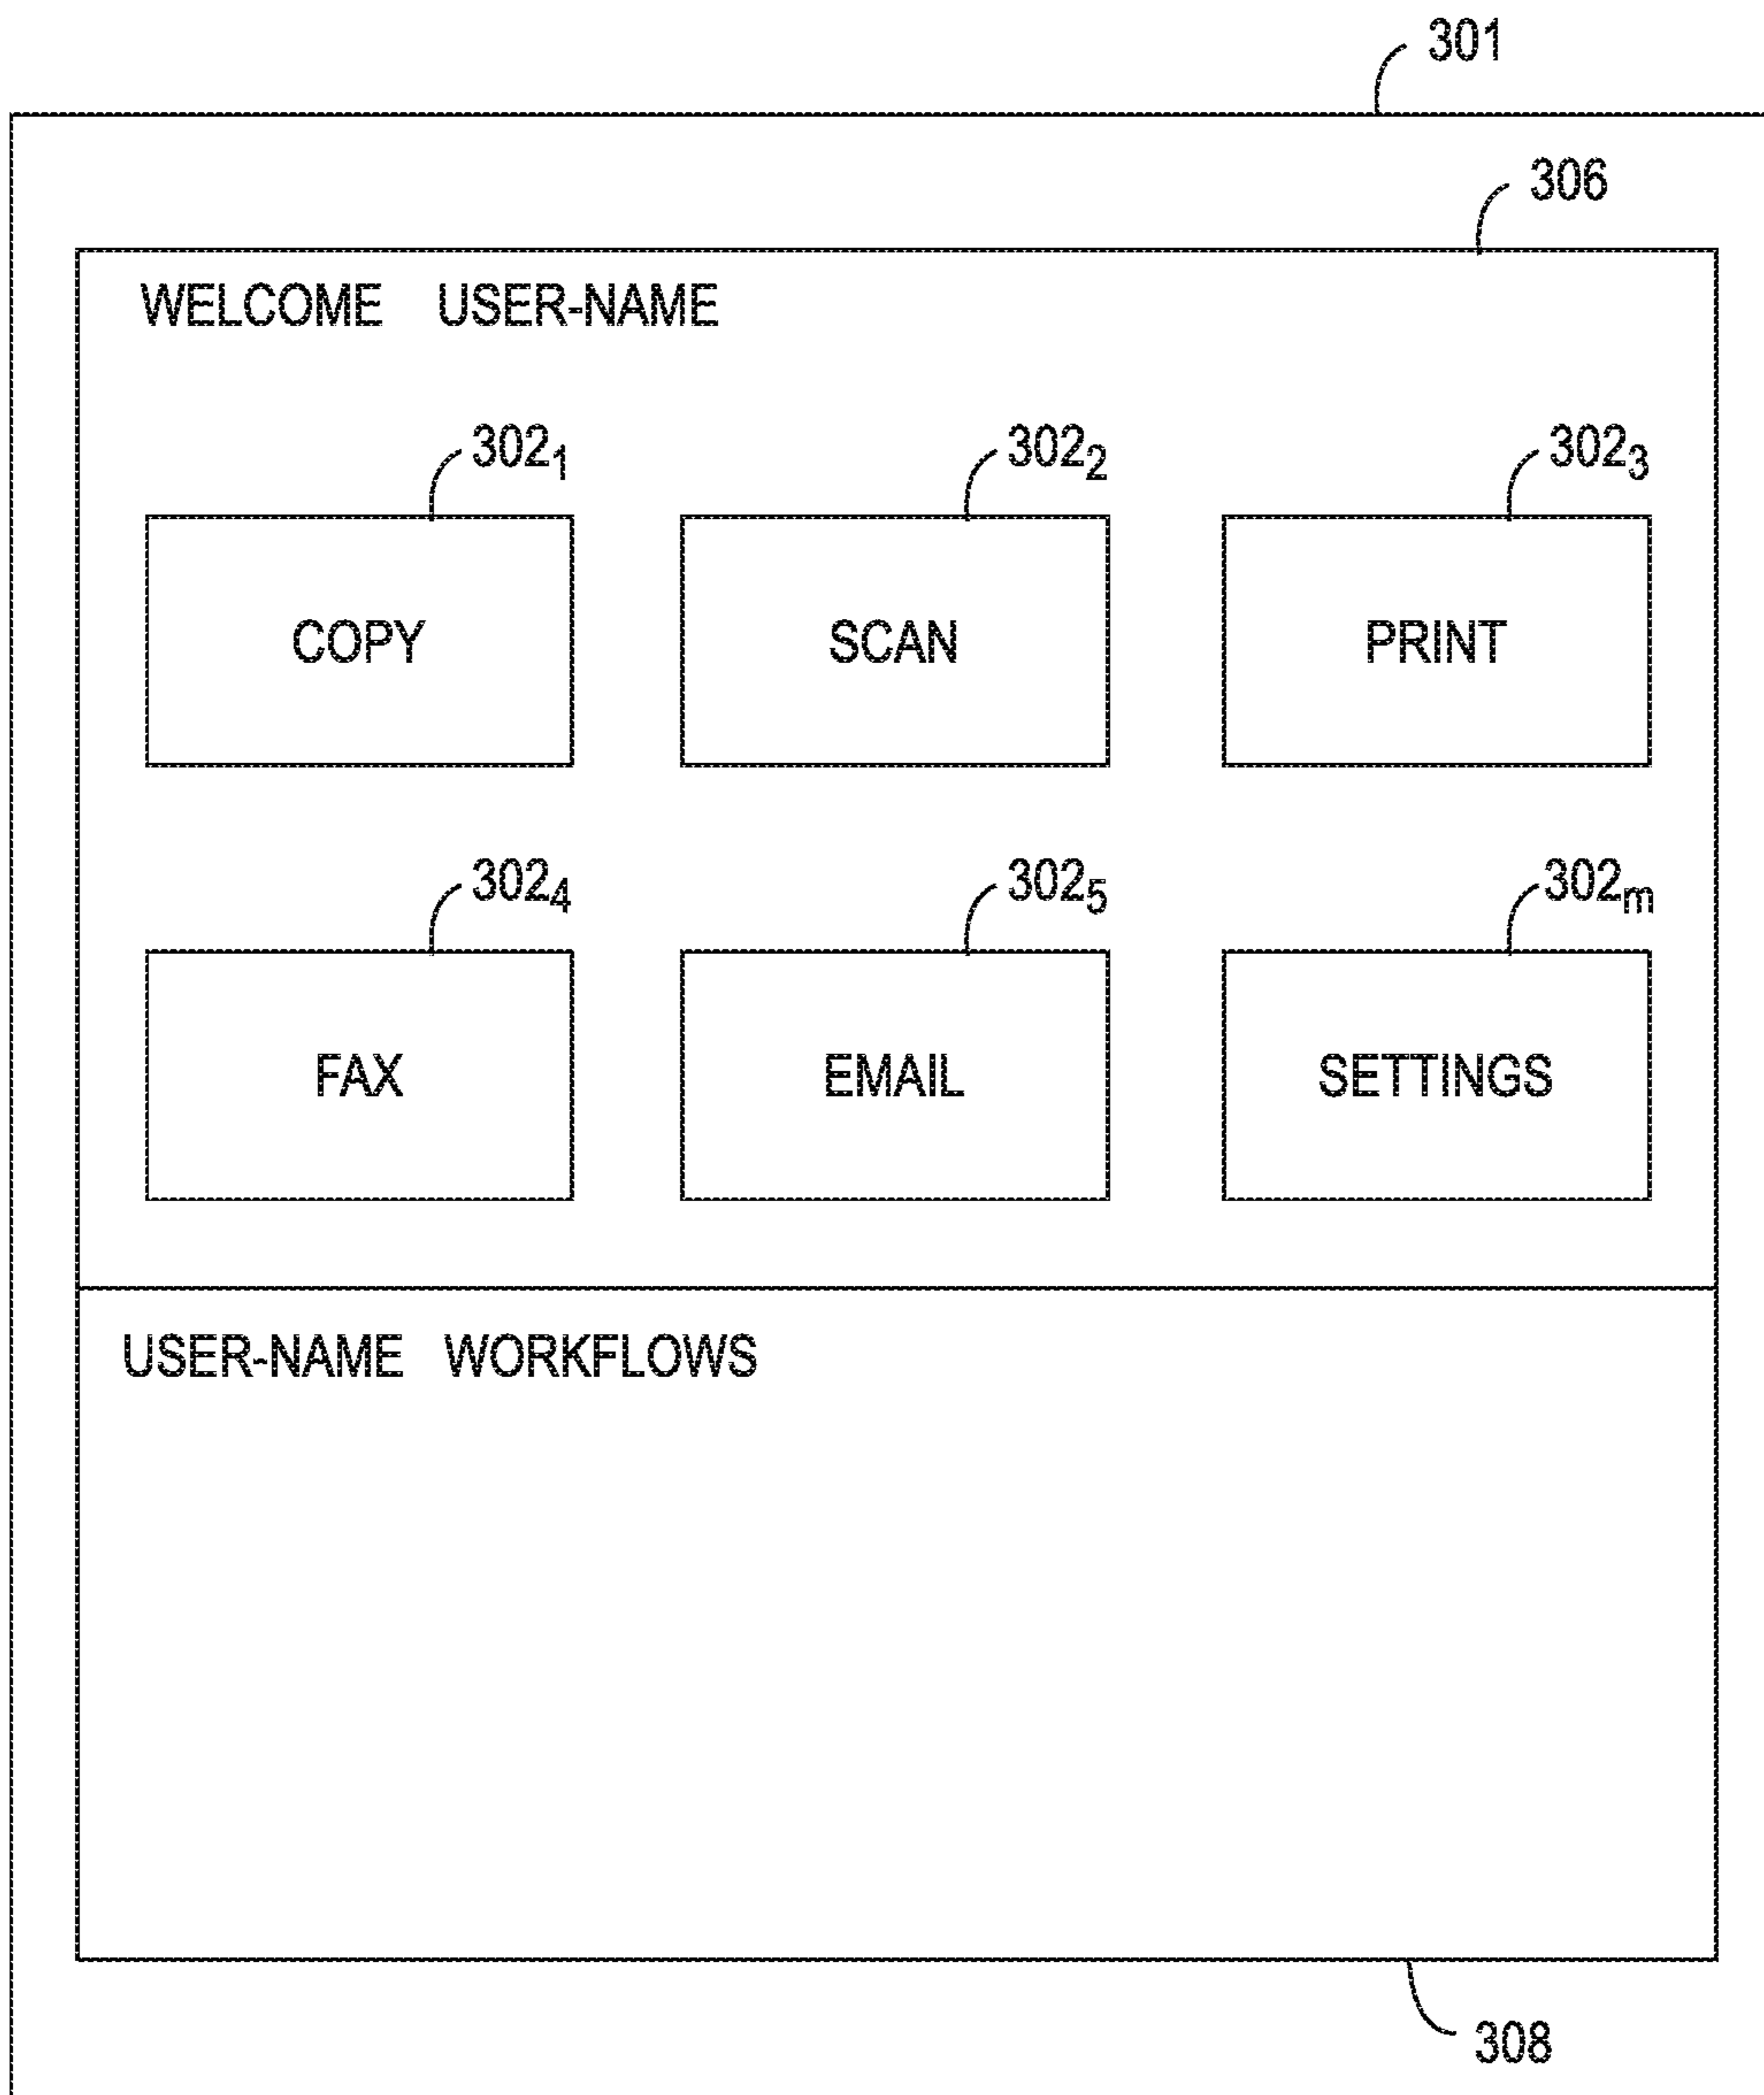 301
306
WELCOME USER-NAME
302₁ 302₂ 302₃
COPY SCAN PRINT
302₄ 302₅ 302ₘ
FAX EMAIL SETTINGS
USER-NAME WORKFLOWS
308